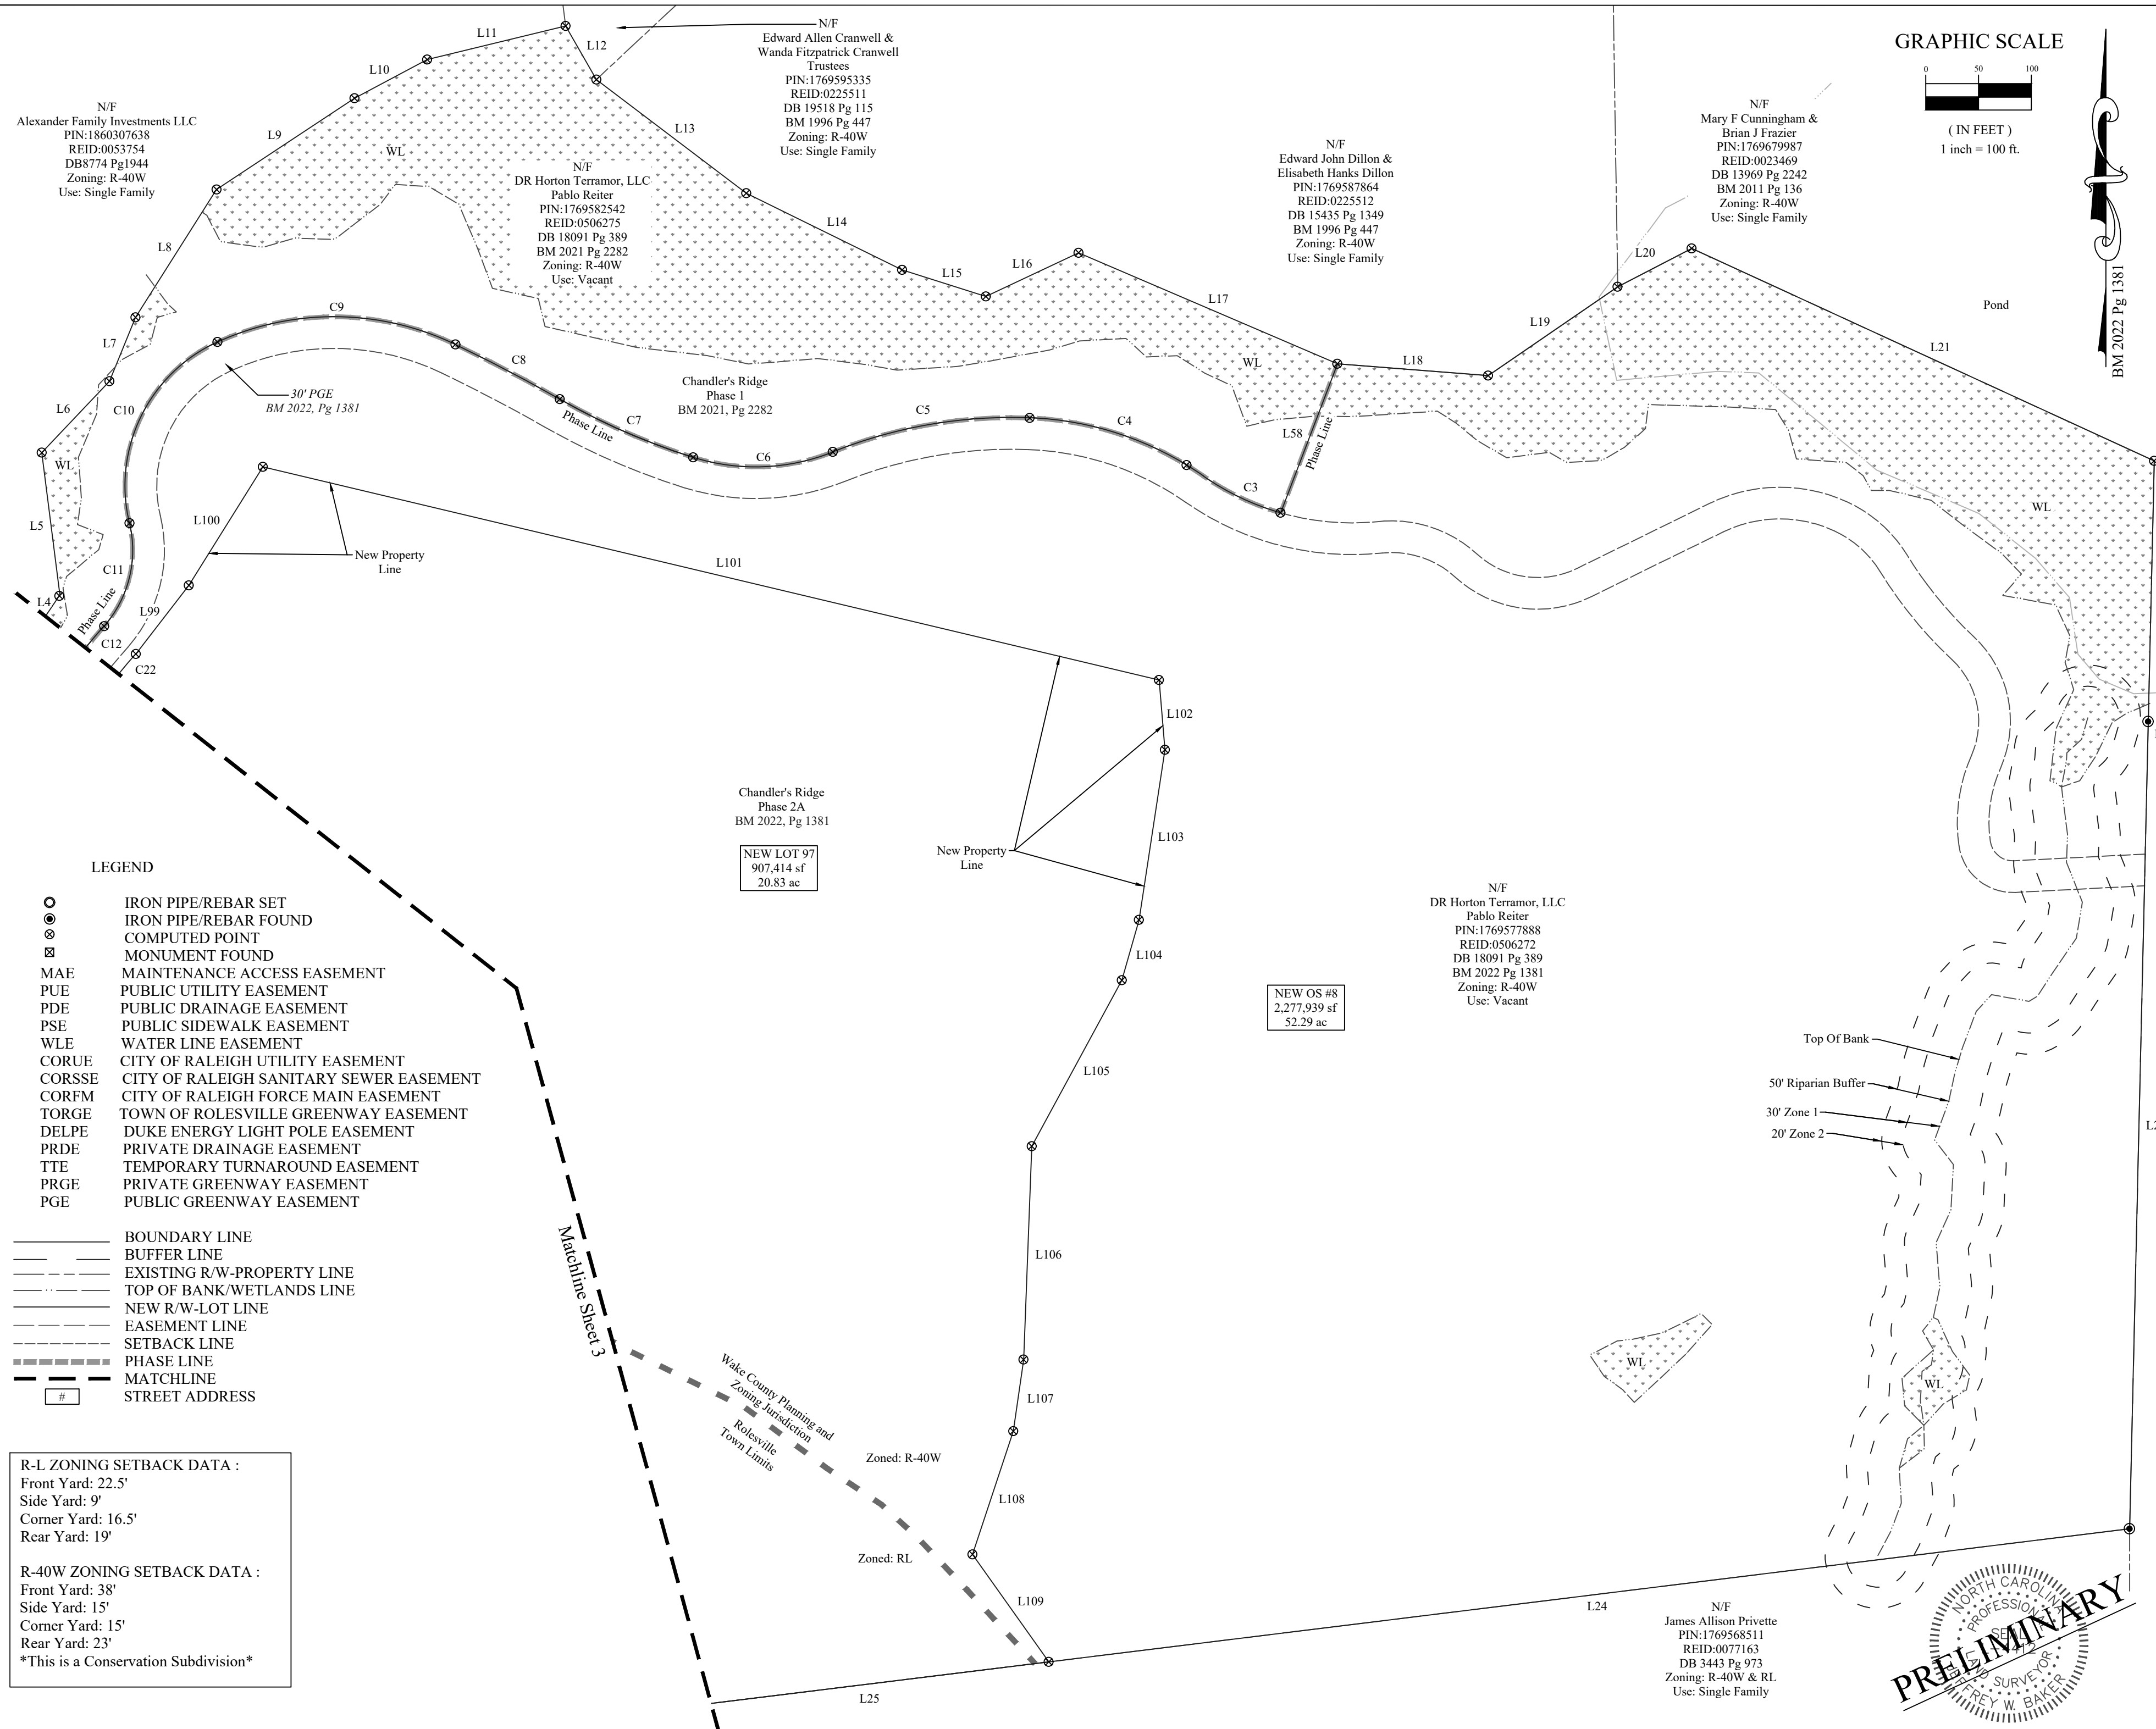 N/F
Alexander Family Investments LLC
PIN:1860307638
REID:0053754
DB8774 Pg1944
Zoning: R-40W
Use: Single Family
N/F
Edward Allen Cranwell &
Wanda Fitzpatrick Cranwell
Trustees
PIN:1769595335
REID:0225511
DB 19518 Pg 115
BM 1996 Pg 447
Zoning: R-40W
Use: Single Family
N/F
DR Horton Terramor, LLC
Pablo Reiter
PIN:1769582542
REID:0506275
DB 18091 Pg 389
BM 2021 Pg 2282
Zoning: R-40W
Use: Vacant
N/F
Edward John Dillon &
Elisabeth Hanks Dillon
PIN:1769587864
REID:0225512
DB 15435 Pg 1349
BM 1996 Pg 447
Zoning: R-40W
Use: Single Family
N/F
Mary F Cunningham &
Brian J Frazier
PIN:1769679987
REID:0023469
DB 13969 Pg 2242
BM 2011 Pg 136
Zoning: R-40W
Use: Single Family
GRAPHIC SCALE
0 50 100
( IN FEET )
1 inch = 100 ft.
BM 2022 Pg 1381
Pond
L11
L12
L10
L9
L13
L8
L14
L15
L16
L17
L18
L19
L20
L21
WL
WL
WL
WL
L7
L6
L5
L4
C9
C8
C10
C7
C6
C5
C4
C3
L58
Phase Line
Phase Line
30' PGE
BM 2022, Pg 1381
Chandler's Ridge
Phase 1
BM 2021, Pg 2282
C11
Phase Line
C12
L99
C22
L100
New Property
Line
L101
L102
L103
L104
L105
L106
L107
L108
L109
New Property
Line
Chandler's Ridge
Phase 2A
BM 2022, Pg 1381
NEW LOT 97
907,414 sf
20.83 ac
N/F
DR Horton Terramor, LLC
Pablo Reiter
PIN:1769577888
REID:0506272
DB 18091 Pg 389
BM 2022 Pg 1381
Zoning: R-40W
Use: Vacant
NEW OS #8
2,277,939 sf
52.29 ac
Top Of Bank
50' Riparian Buffer
30' Zone 1
20' Zone 2
WL
WL
LEGEND
IRON PIPE/REBAR SET
IRON PIPE/REBAR FOUND
COMPUTED POINT
MONUMENT FOUND
MAE MAINTENANCE ACCESS EASEMENT
PUE PUBLIC UTILITY EASEMENT
PDE PUBLIC DRAINAGE EASEMENT
PSE PUBLIC SIDEWALK EASEMENT
WLE WATER LINE EASEMENT
CORUE CITY OF RALEIGH UTILITY EASEMENT
CORSSE CITY OF RALEIGH SANITARY SEWER EASEMENT
CORFM CITY OF RALEIGH FORCE MAIN EASEMENT
TORGE TOWN OF ROLESVILLE GREENWAY EASEMENT
DELPE DUKE ENERGY LIGHT POLE EASEMENT
PRDE PRIVATE DRAINAGE EASEMENT
TTE TEMPORARY TURNAROUND EASEMENT
PRGE PRIVATE GREENWAY EASEMENT
PGE PUBLIC GREENWAY EASEMENT
BOUNDARY LINE
BUFFER LINE
EXISTING R/W-PROPERTY LINE
TOP OF BANK/WETLANDS LINE
NEW R/W-LOT LINE
EASEMENT LINE
SETBACK LINE
PHASE LINE
MATCHLINE
# STREET ADDRESS
R-L ZONING SETBACK DATA :
Front Yard: 22.5'
Side Yard: 9'
Corner Yard: 16.5'
Rear Yard: 19'
R-40W ZONING SETBACK DATA :
Front Yard: 38'
Side Yard: 15'
Corner Yard: 15'
Rear Yard: 23'
*This is a Conservation Subdivision*
Matchline Sheet 3
Wake County Planning and
Zoning Jurisdiction
Rolesville
Town Limits
Zoned: R-40W
Zoned: RL
L25
L24
N/F
James Allison Privette
PIN:1769568511
REID:0077163
DB 3443 Pg 973
Zoning: R-40W & RL
Use: Single Family
NORTH CAROLINA
PROFESSIONAL
SEAL
LAND SURVEYOR
W. BAKER
PRELIMINARY